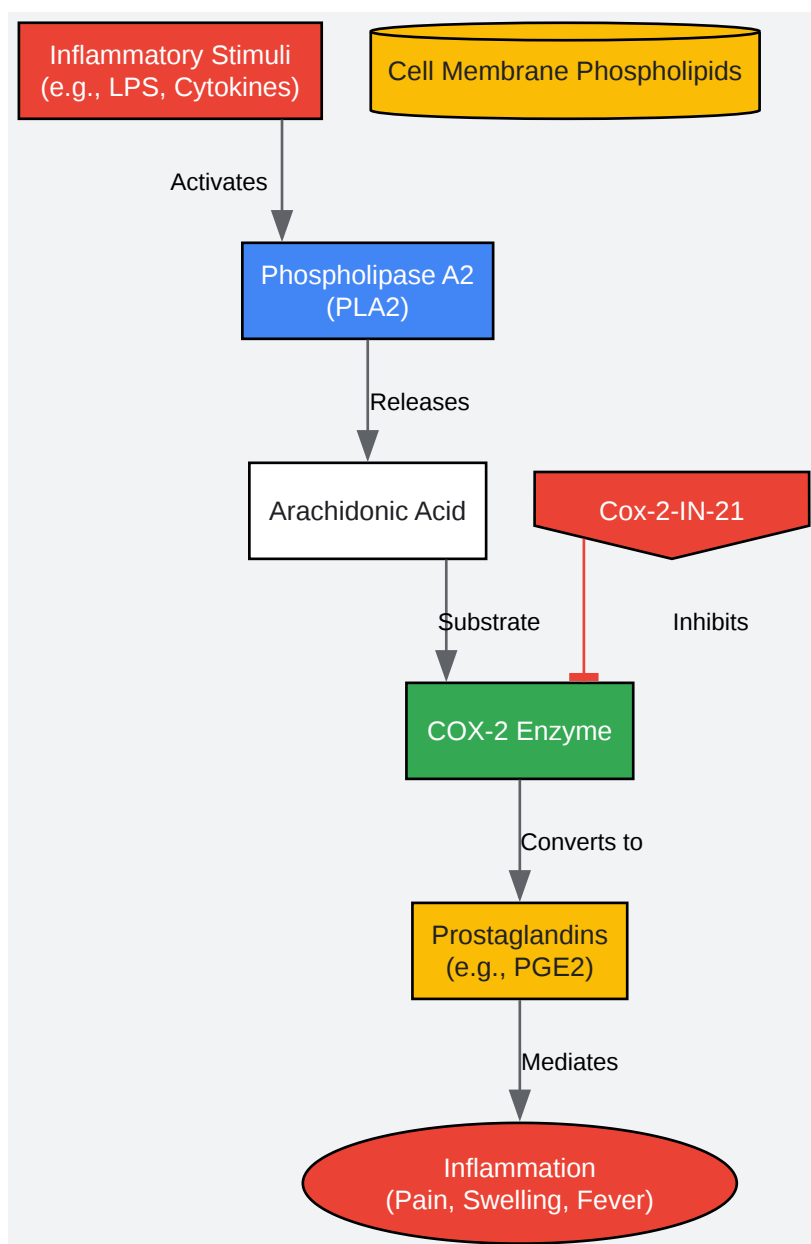 Inflammatory Stimuli
(e.g., LPS, Cytokines)
Cell Membrane Phospholipids
Activates
Phospholipase A2
(PLA2)
Releases
Arachidonic Acid
Cox-2-IN-21
Substrate
Inhibits
COX-2 Enzyme
Converts to
Prostaglandins
(e.g., PGE2)
Mediates
Inflammation
(Pain, Swelling, Fever)